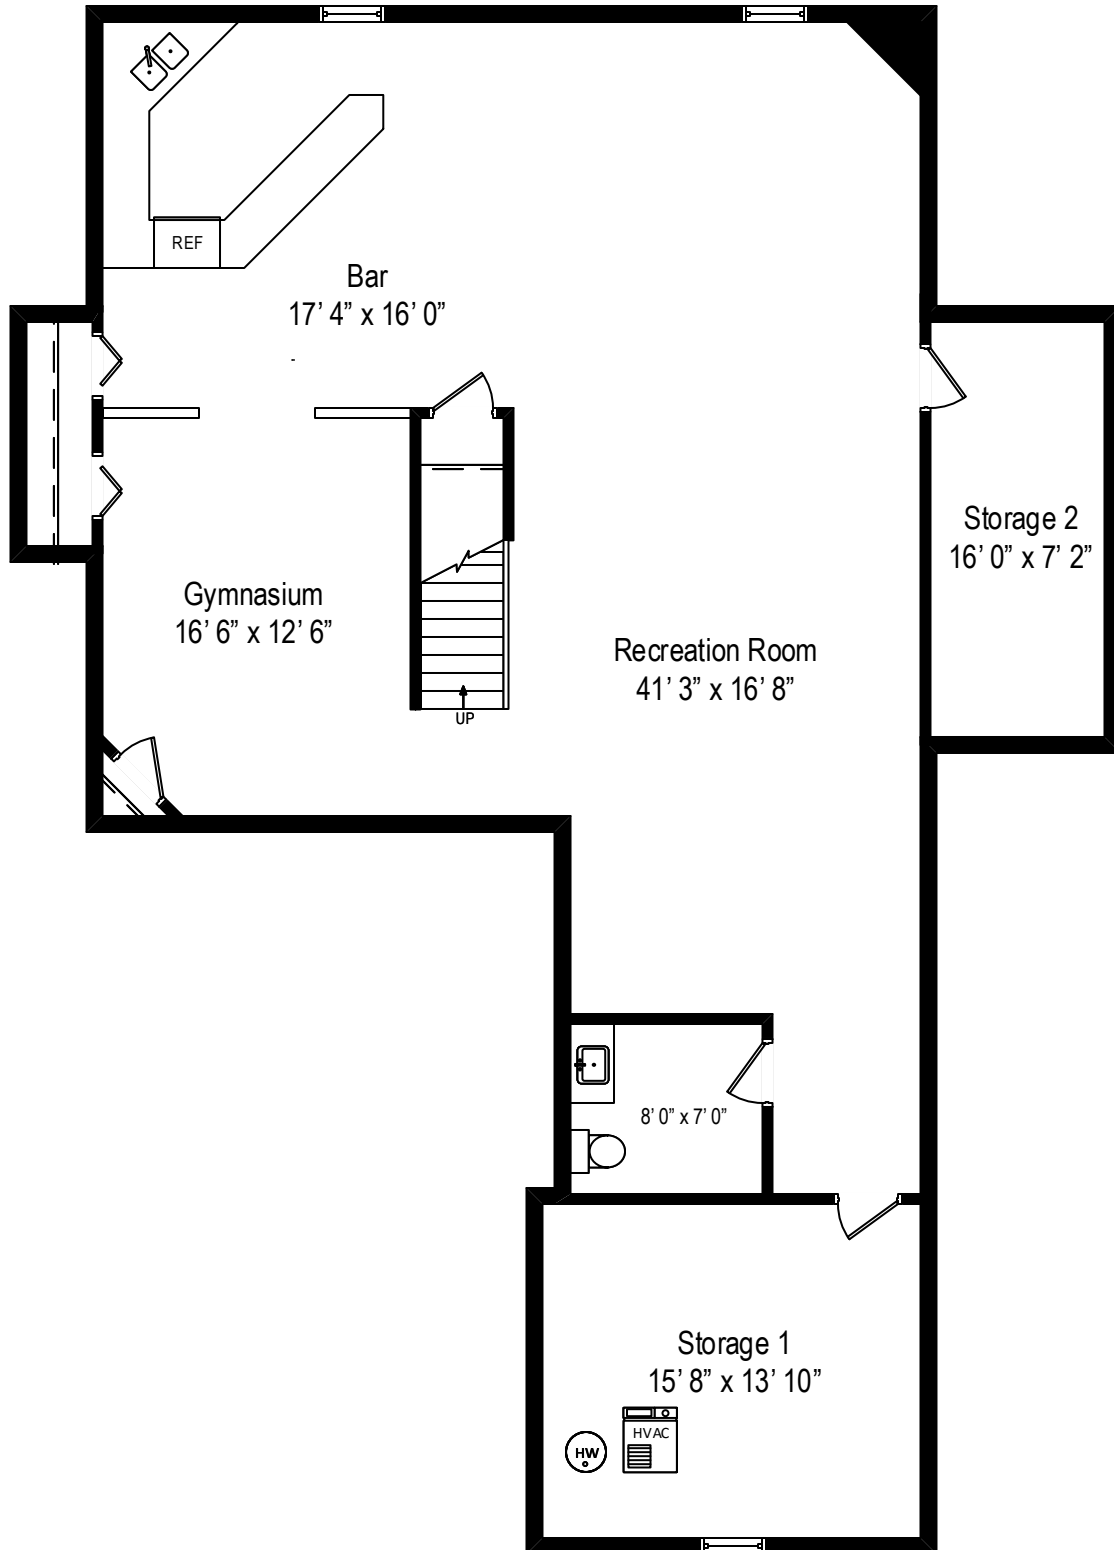 REF
Bar
17’ 4” x 16’ 0”
Storage 2
16’ 0” x 7’ 2”
Gymnasium
16’ 6” x 12’ 6”
Recreation Room
41’ 3” x 16’ 8”
UP
8’ 0” x 7’ 0”
Storage 1
15’ 8” x 13’ 10”
HVAC
HW